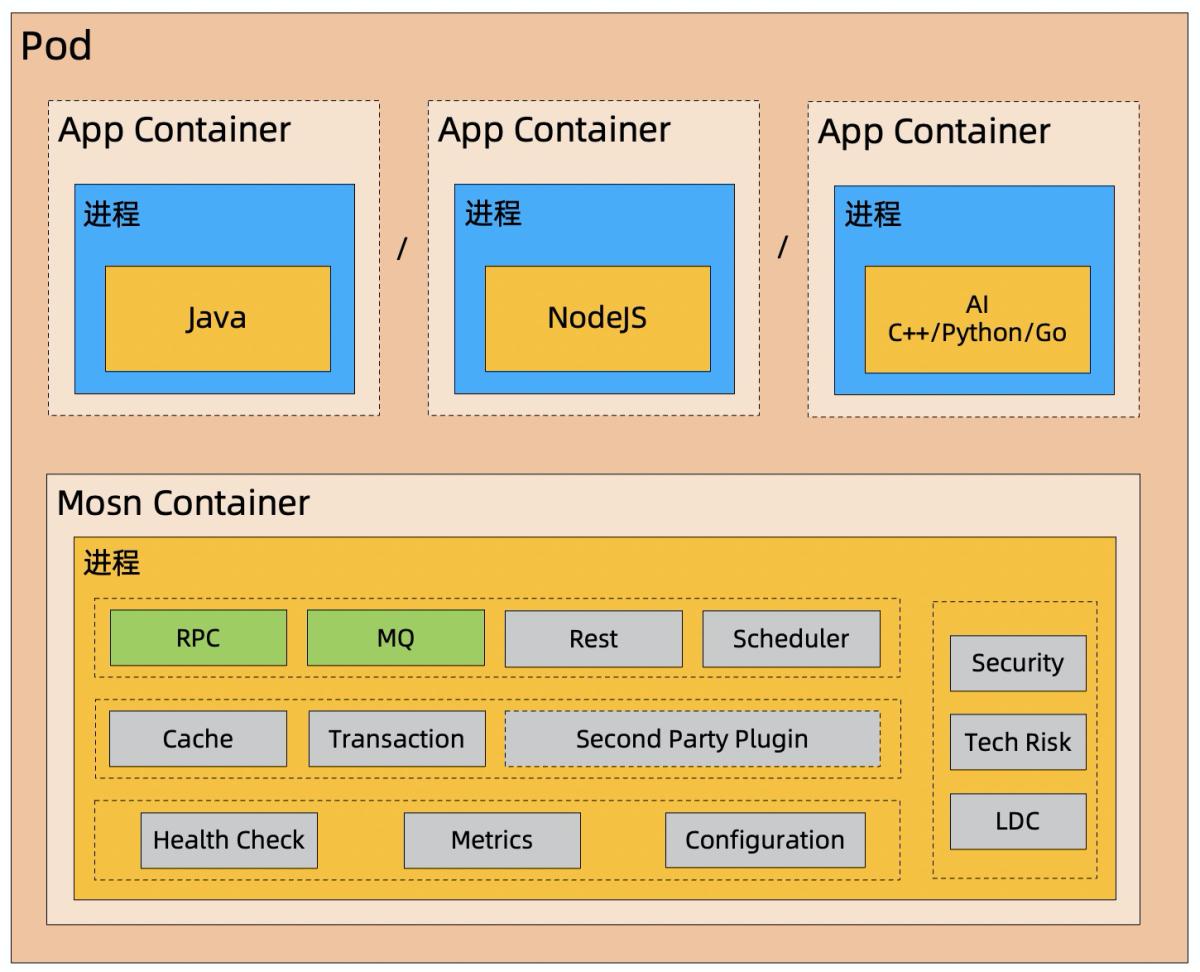 Pod
App Container
进程
Java
/
App Container
进程
NodeJS
/
App Container
进程
AI
C++/Python/Go
Mosn Container
进程
RPC
MQ
Rest
Scheduler
Cache
Transaction
Second Party Plugin
Health Check
Metrics
Configuration
Security
Tech Risk
LDC